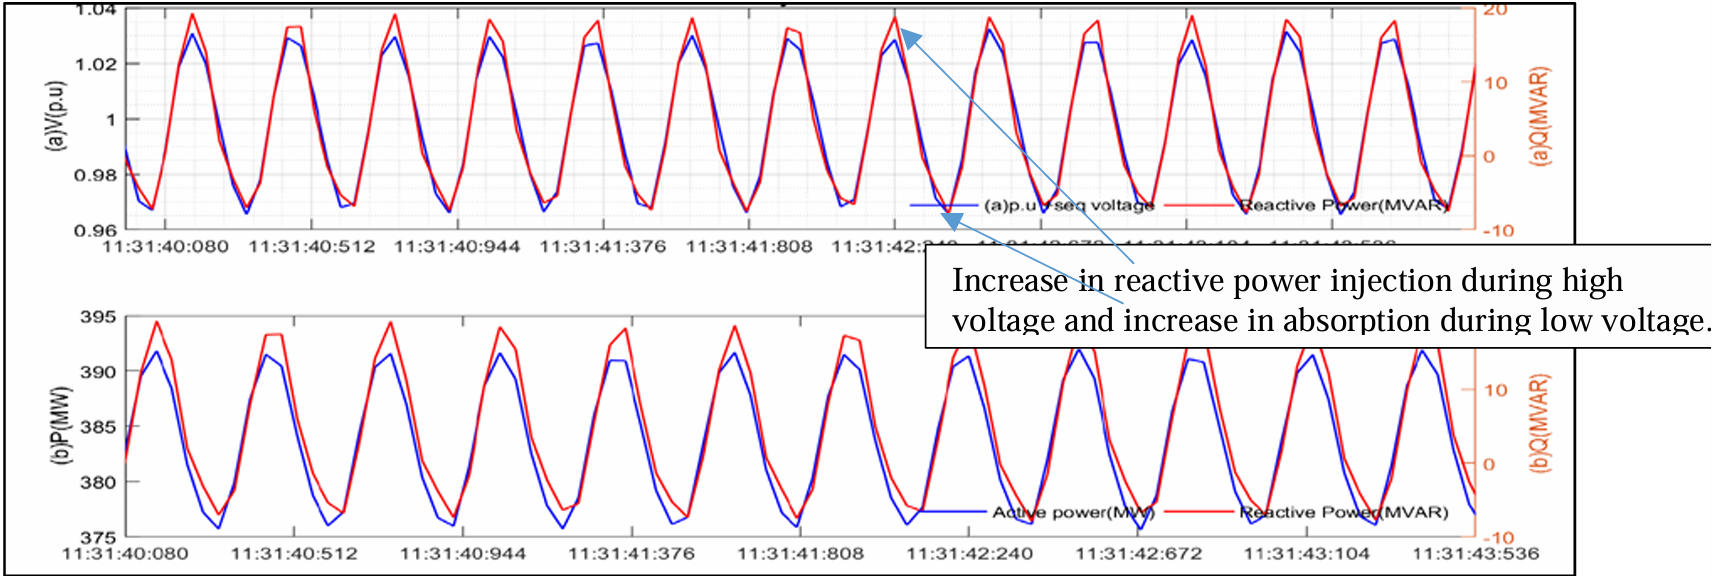 1.04
20
1.02
10
1
0
0.98
0.96
-10
(a)V(p.u)
(a)Q(MVAR)
(a)p.u +seq voltage
Reactive Power(MVAR)
11:31:40:080 11:31:40:512 11:31:40:944 11:31:41:376 11:31:41:808
Increase in reactive power injection during high
voltage and increase in absorption during low voltage.
395
390
10
385
0
380
375
-10
(b)P(MW)
(b)Q(MVAR)
Active power(MW)
Reactive Power(MVAR)
11:31:40:080 11:31:40:512 11:31:40:944 11:31:41:376 11:31:41:808 11:31:42:240 11:31:42:672 11:31:43:104 11:31:43:536